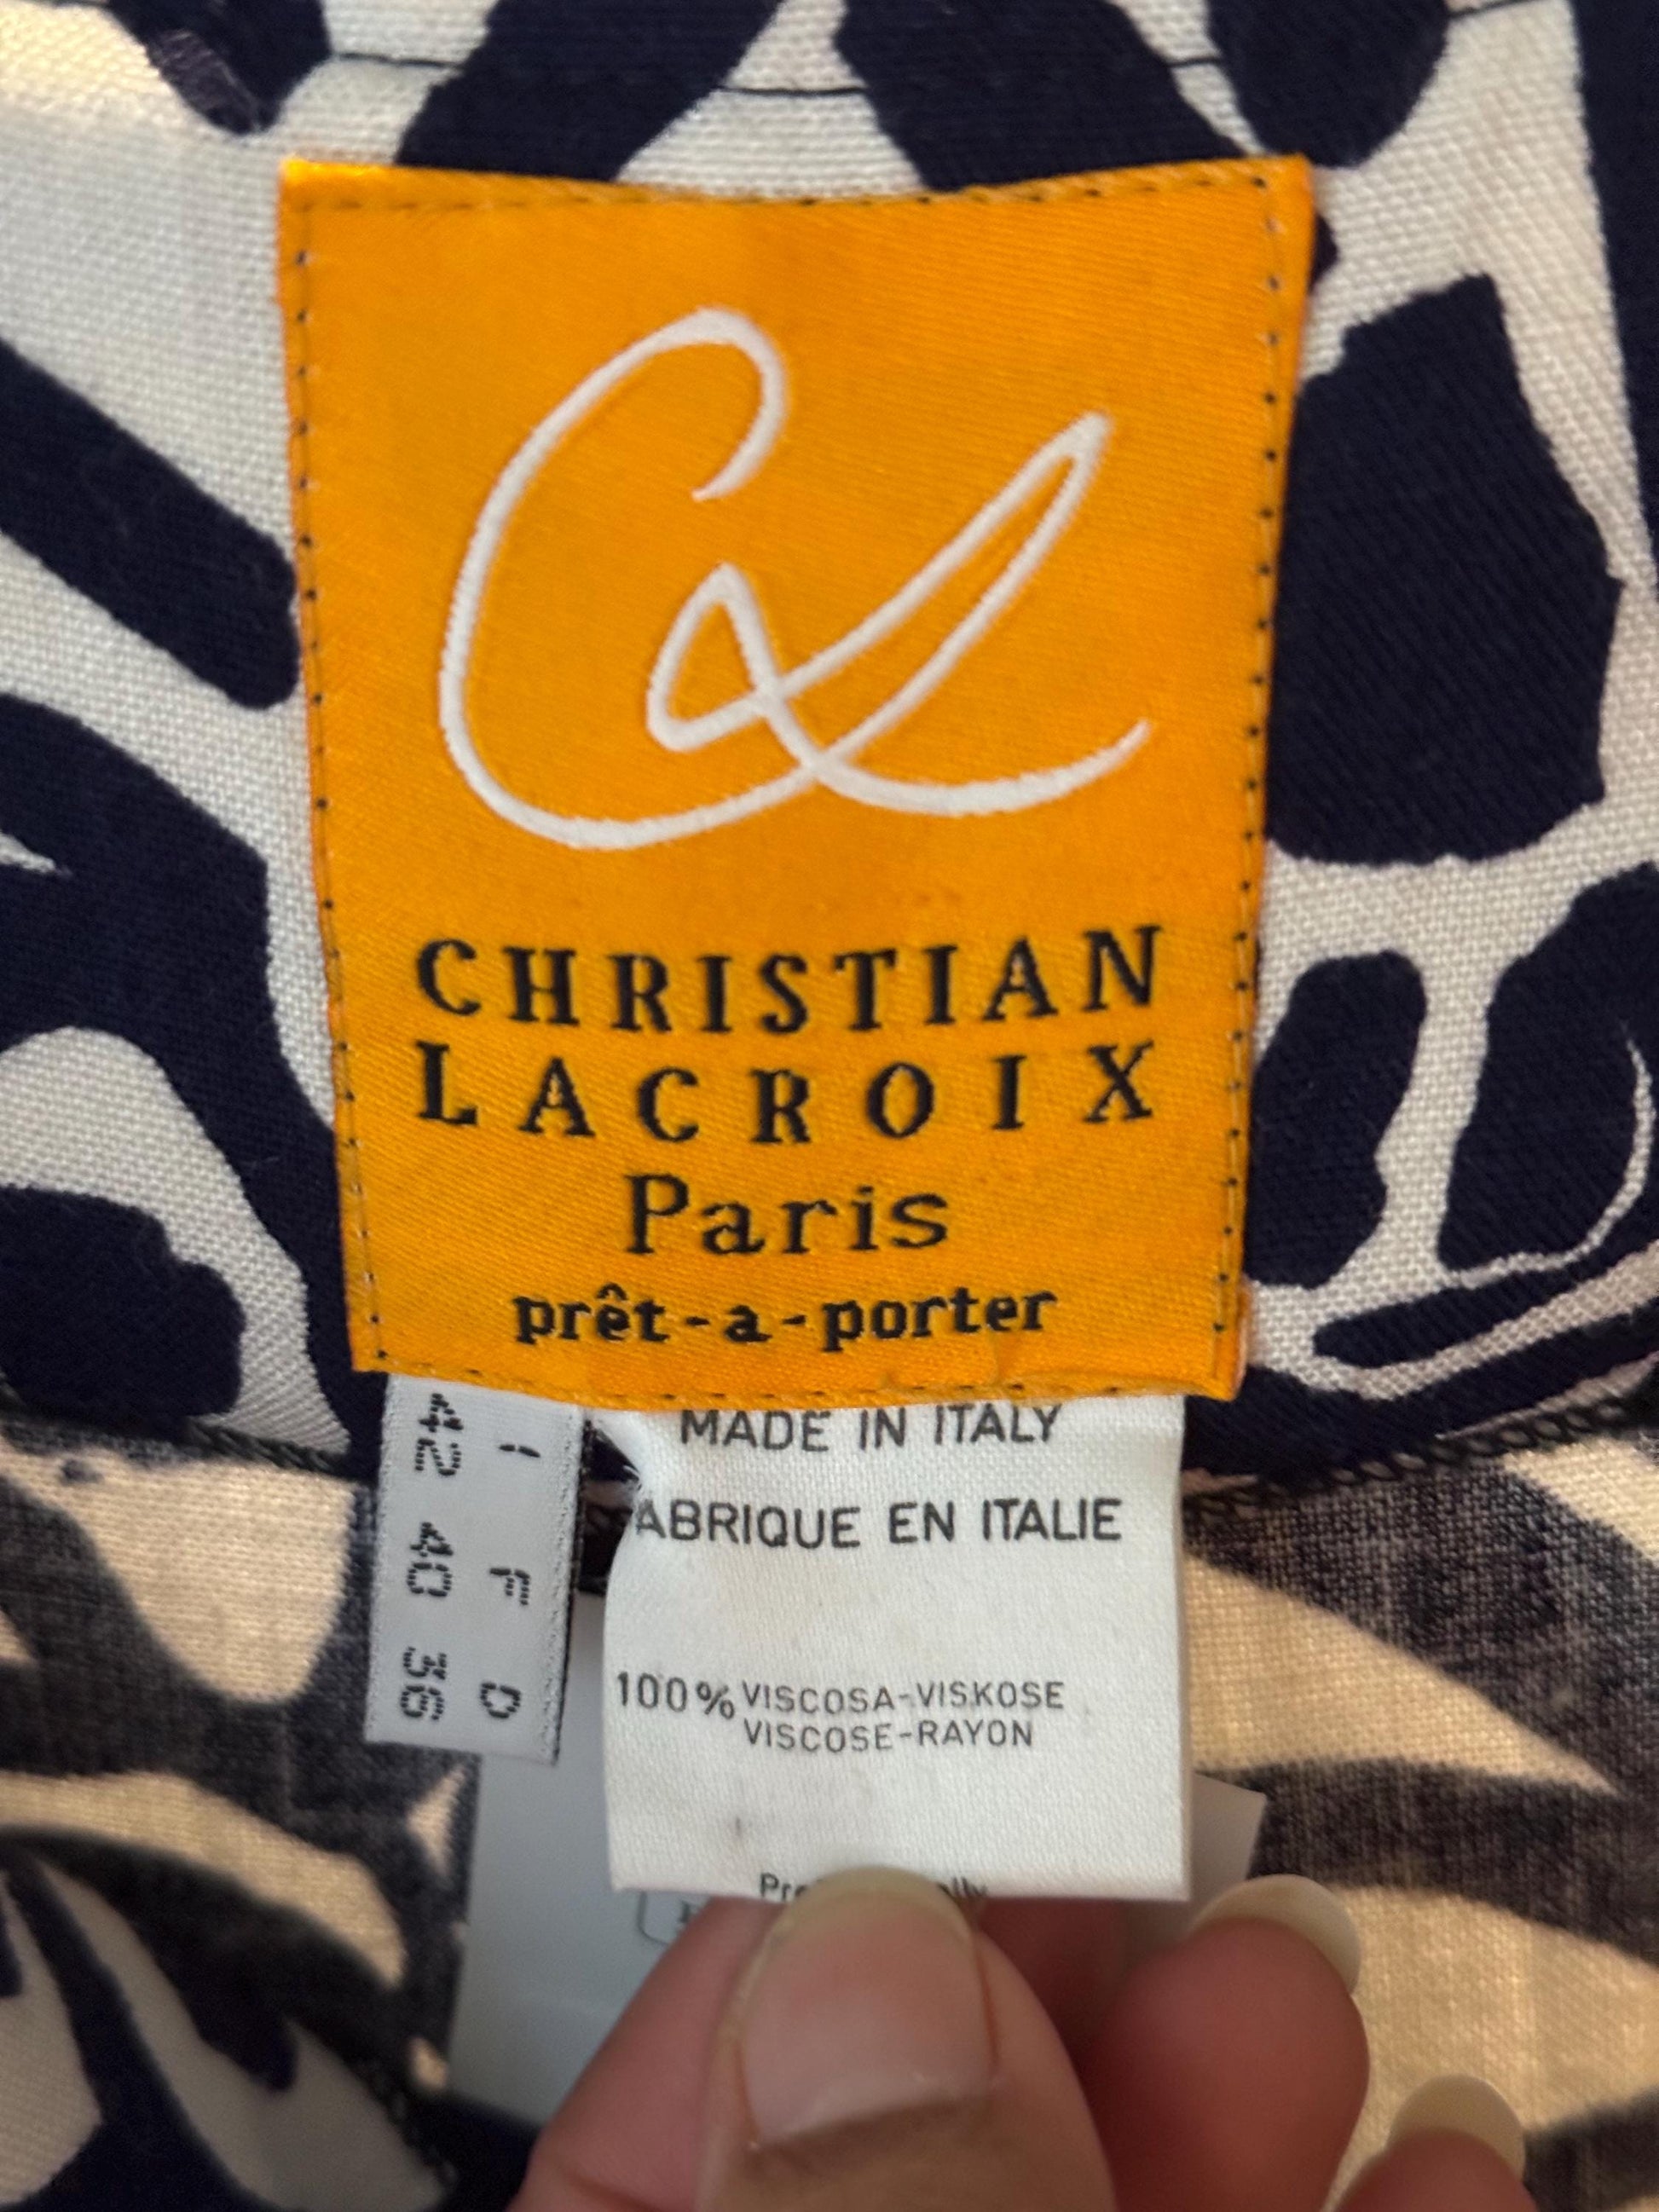 CL
CHRISTIAN
LACROIX
Paris
prêt-a-porter
MADE IN ITALY
ABRIQUE EN ITALIE
100% VISCOSA-VISKOSE
VISCOSE-RAYON
I F D
42 40 36